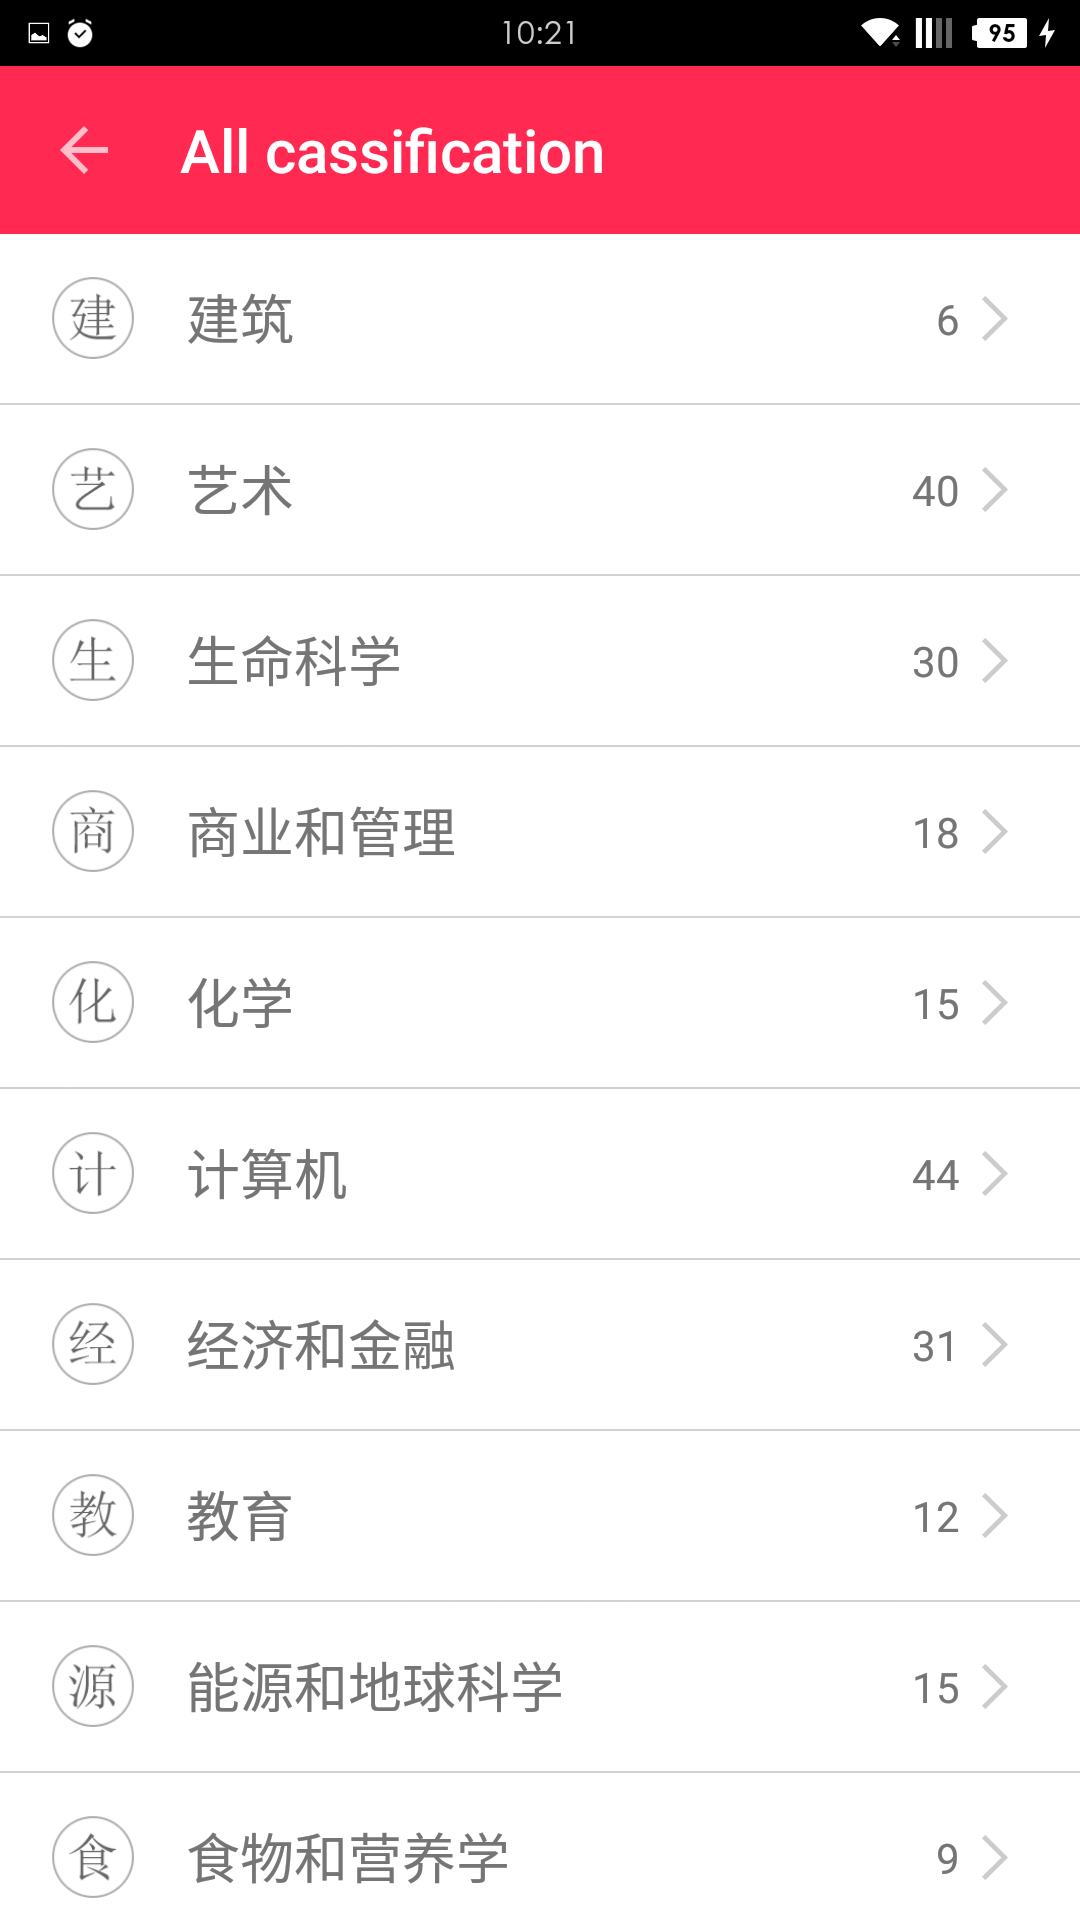 10:21 95
All cassification
建 建筑 6
艺 艺术 40
生 生命科学 30
商 商业和管理 18
化 化学 15
计 计算机 44
经 经济和金融 31
教 教育 12
源 能源和地球科学 15
食 食物和营养学 9